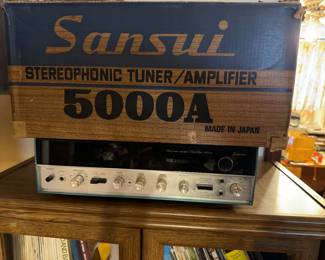 Sansui
STEREOPHONIC TUNER/AMPLIFIER
5000A
MADE IN JAPAN